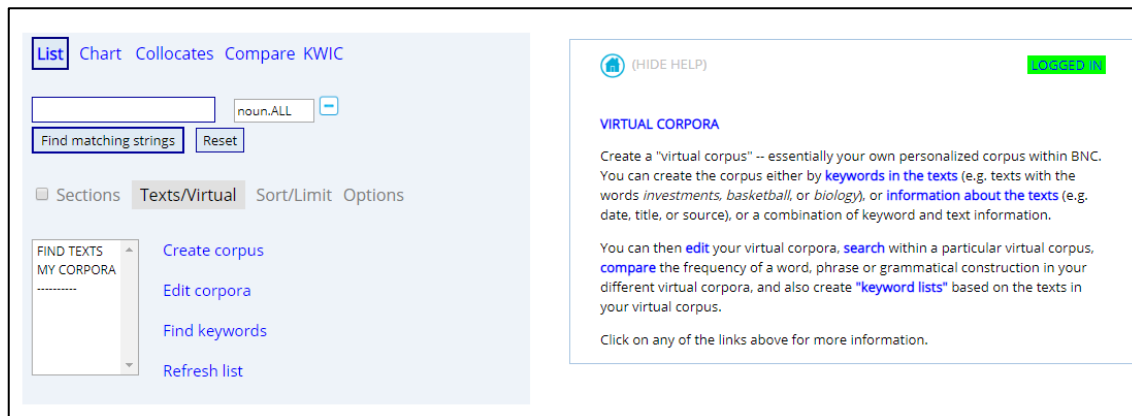 List Chart Collocates Compare KWIC
noun.ALL
Find matching strings Reset
Sections Texts/Virtual Sort/Limit Options
FIND TEXTS
MY CORPORA
----------
Create corpus
Edit corpora
Find keywords
Refresh list
(HIDE HELP) LOGGED IN
VIRTUAL CORPORA
Create a "virtual corpus" -- essentially your own personalized corpus within BNC.
You can create the corpus either by keywords in the texts (e.g. texts with the
words investments, basketball, or biology), or information about the texts (e.g.
date, title, or source), or a combination of keyword and text information.
You can then edit your virtual corpora, search within a particular virtual corpus,
compare the frequency of a word, phrase or grammatical construction in your
different virtual corpora, and also create "keyword lists" based on the texts in
your virtual corpus.
Click on any of the links above for more information.